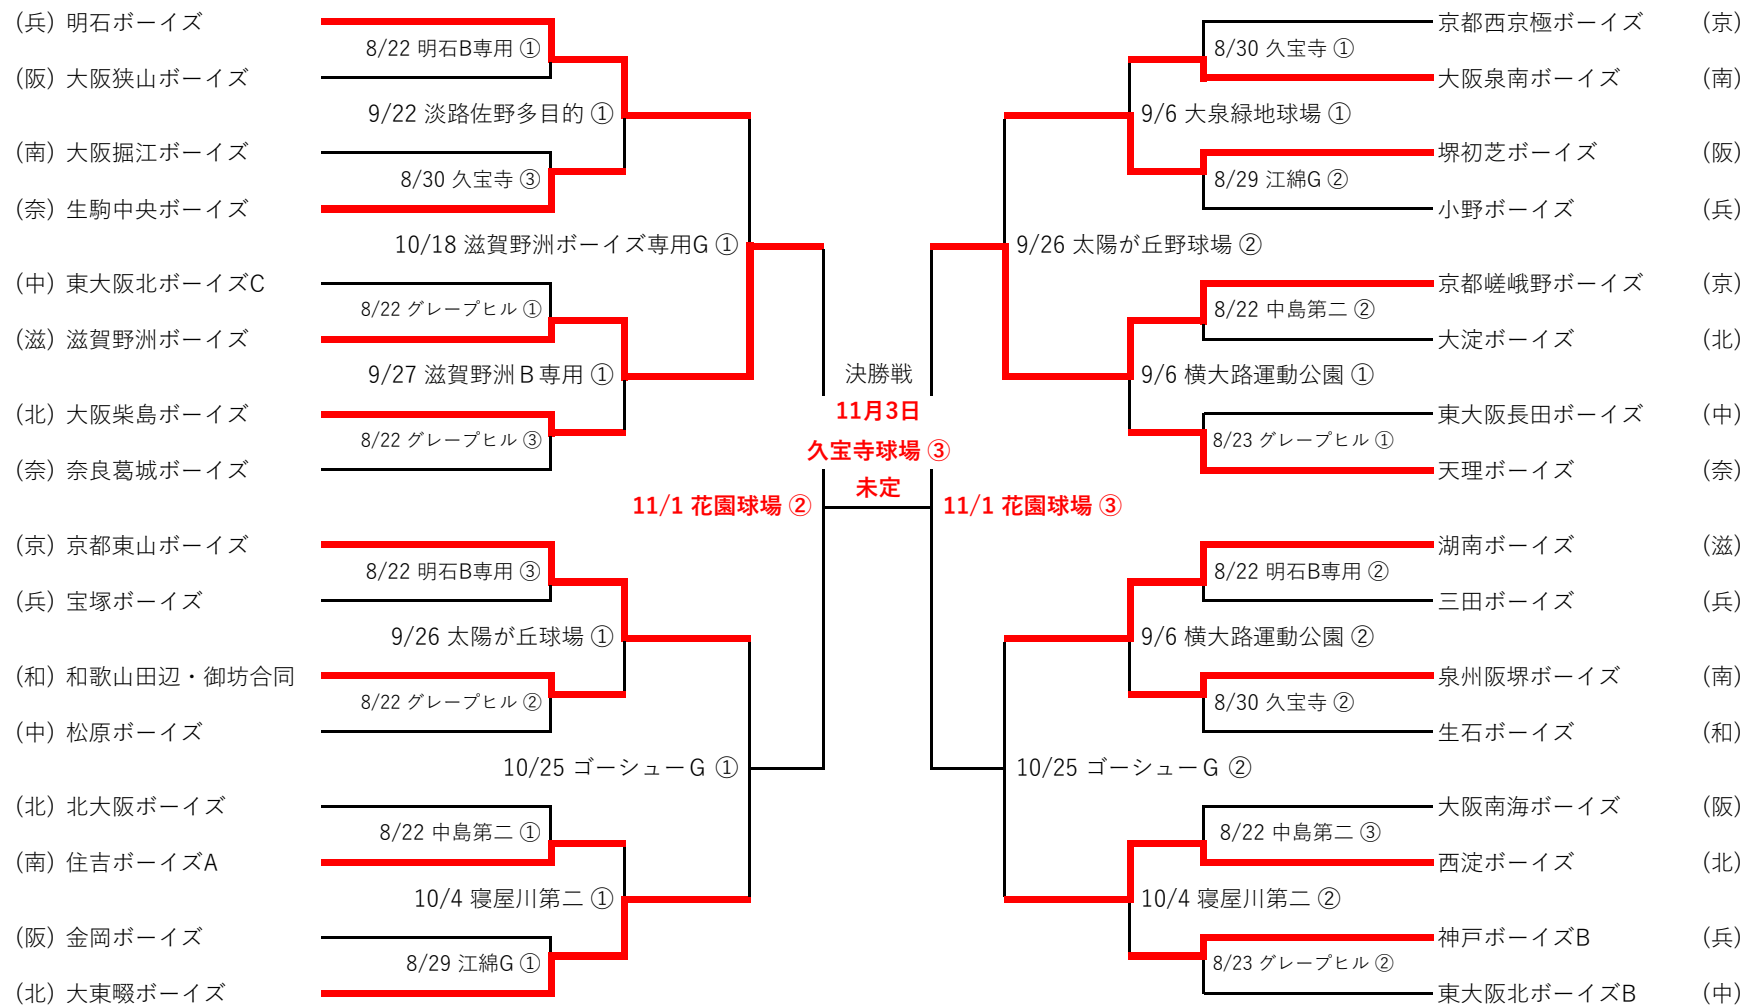 (兵) 明石ボーイズ
8/22 明石B専用 ①
(阪) 大阪狭山ボーイズ
9/22 淡路佐野多目的 ①
(南) 大阪掘江ボーイズ
8/30 久宝寺 ③
(奈) 生駒中央ボーイズ
10/18 滋賀野洲ボーイズ専用G ①
(中) 東大阪北ボーイズC
8/22 グレープヒル ①
(滋) 滋賀野洲ボーイズ
9/27 滋賀野洲Ｂ専用 ①
(北) 大阪柴島ボーイズ
8/22 グレープヒル ③
(奈) 奈良葛城ボーイズ
11/1 花園球場 ②
(京) 京都東山ボーイズ
8/22 明石B専用 ③
(兵) 宝塚ボーイズ
9/26 太陽が丘球場 ①
(和) 和歌山田辺・御坊合同
8/22 グレープヒル ②
(中) 松原ボーイズ
10/25 ゴーシューＧ ①
(北) 北大阪ボーイズ
8/22 中島第二 ①
(南) 住吉ボーイズA
10/4 寝屋川第二 ①
(阪) 金岡ボーイズ
8/29 江綿G ①
(北) 大東畷ボーイズ
決勝戦
11月3日
久宝寺球場 ③
未定
京都西京極ボーイズ (京)
8/30 久宝寺 ①
大阪泉南ボーイズ (南)
9/6 大泉緑地球場 ①
堺初芝ボーイズ (阪)
8/29 江綿G ②
小野ボーイズ (兵)
9/26 太陽が丘野球場 ②
京都嵯峨野ボーイズ (京)
8/22 中島第二 ②
大淀ボーイズ (北)
9/6 横大路運動公園 ①
東大阪長田ボーイズ (中)
8/23 グレープヒル ①
天理ボーイズ (奈)
11/1 花園球場 ③
湖南ボーイズ (滋)
8/22 明石B専用 ②
三田ボーイズ (兵)
9/6 横大路運動公園 ②
泉州阪堺ボーイズ (南)
8/30 久宝寺 ②
生石ボーイズ (和)
10/25 ゴーシューＧ ②
大阪南海ボーイズ (阪)
8/22 中島第二 ③
西淀ボーイズ (北)
10/4 寝屋川第二 ②
神戸ボーイズB (兵)
8/23 グレープヒル ②
東大阪北ボーイズB (中)